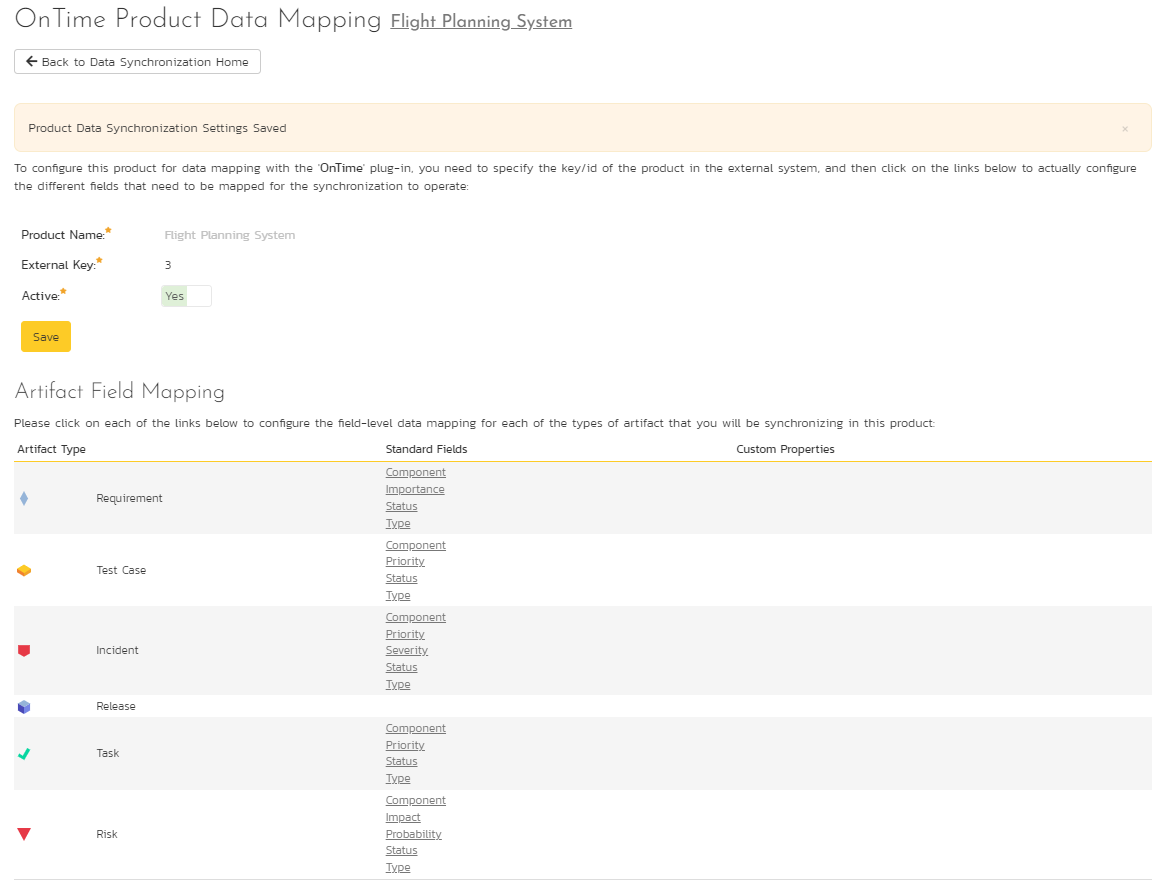 OnTime Product Data Mapping Flight Planning System
Back to Data Synchronization Home
Product Data Synchronization Settings Saved ×
To configure this product for data mapping with the 'OnTime' plug-in, you need to specify the key/id of the product in the external system, and then click on the links below to actually configure
the different fields that need to be mapped for the synchronization to operate:
Product Name:* Flight Planning System
External Key:* 3
Active:* Yes
Save
Artifact Field Mapping
Please click on each of the links below to configure the field-level data mapping for each of the types of artifact that you will be synchronizing in this product:
Artifact Type Standard Fields Custom Properties
Requirement
Component
Importance
Status
Type
Test Case
Component
Priority
Status
Type
Incident
Component
Priority
Severity
Status
Type
Release
Task
Component
Priority
Status
Type
Risk
Component
Impact
Probability
Status
Type